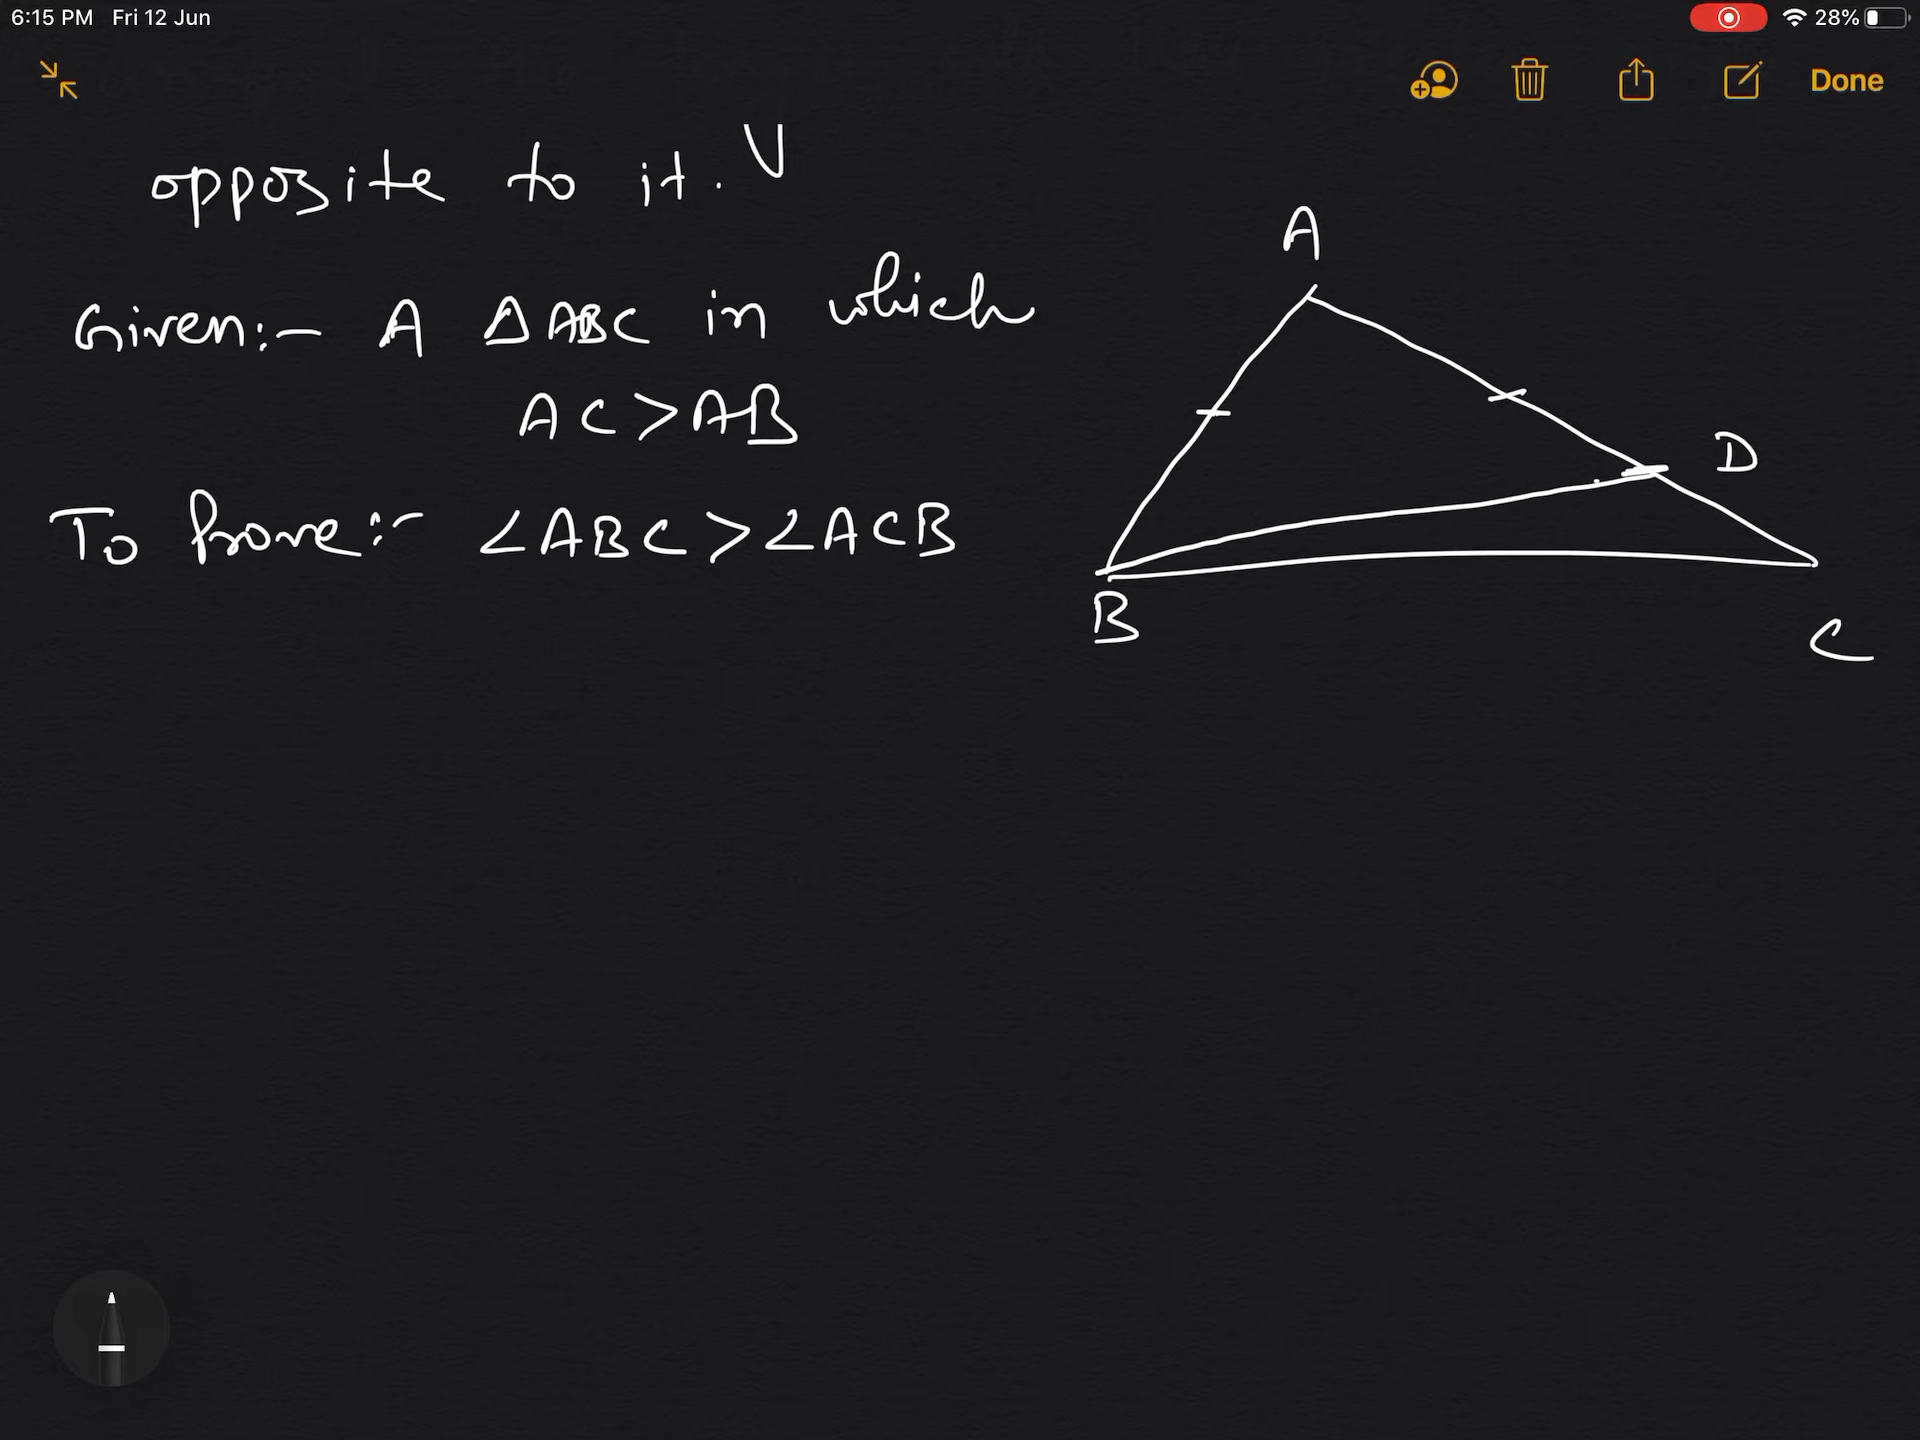 6:15 PM Fri 12 Jun
28%
Done
opposite to it.
Given:- A △ABC in which
AC>AB
To Prove:- ∠ABC>∠ACB
A
D
B
C